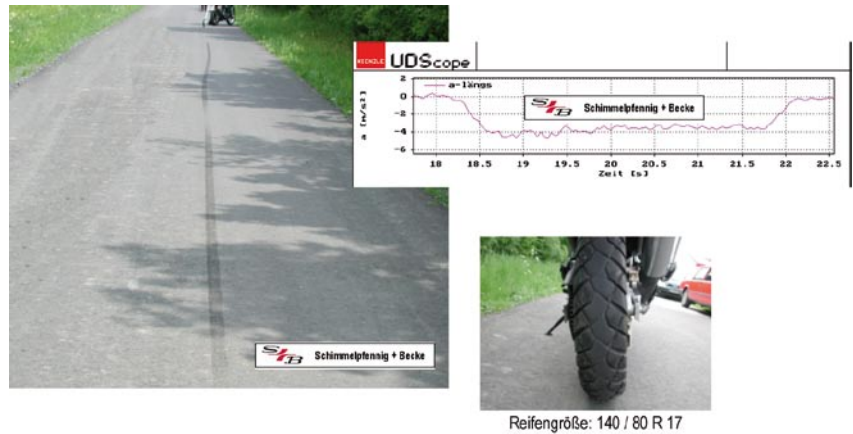 KIENZLE UDScope
2
0
-2
-4
-6
a [m/s²]
a-längs
S+B Schimmelpfennig + Becke
18 18.5 19 19.5 20 20.5 21 21.5 22 22.5
Zeit [s]
S+B Schimmelpfennig + Becke
Reifengröße: 140 / 80 R 17